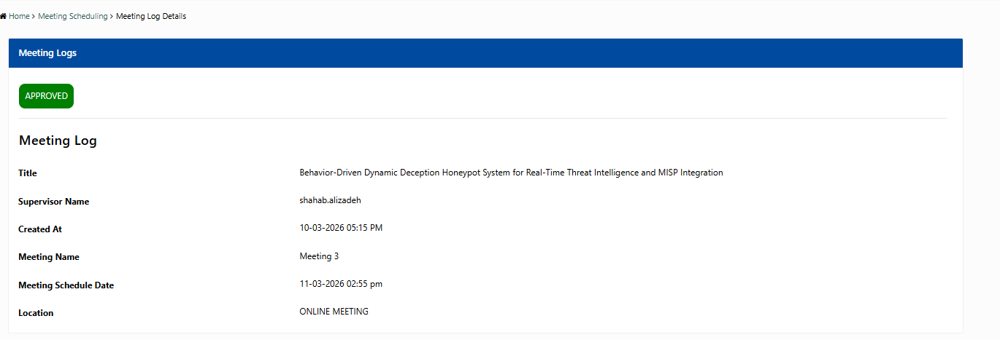 Home > Meeting Scheduling > Meeting Log Details
Meeting Logs
APPROVED
Meeting Log
Title Behavior-Driven Dynamic Deception Honeypot System for Real-Time Threat Intelligence and MISP Integration
Supervisor Name shahab.alizadeh
Created At 10-03-2026 05:15 PM
Meeting Name Meeting 3
Meeting Schedule Date 11-03-2026 02:55 pm
Location ONLINE MEETING